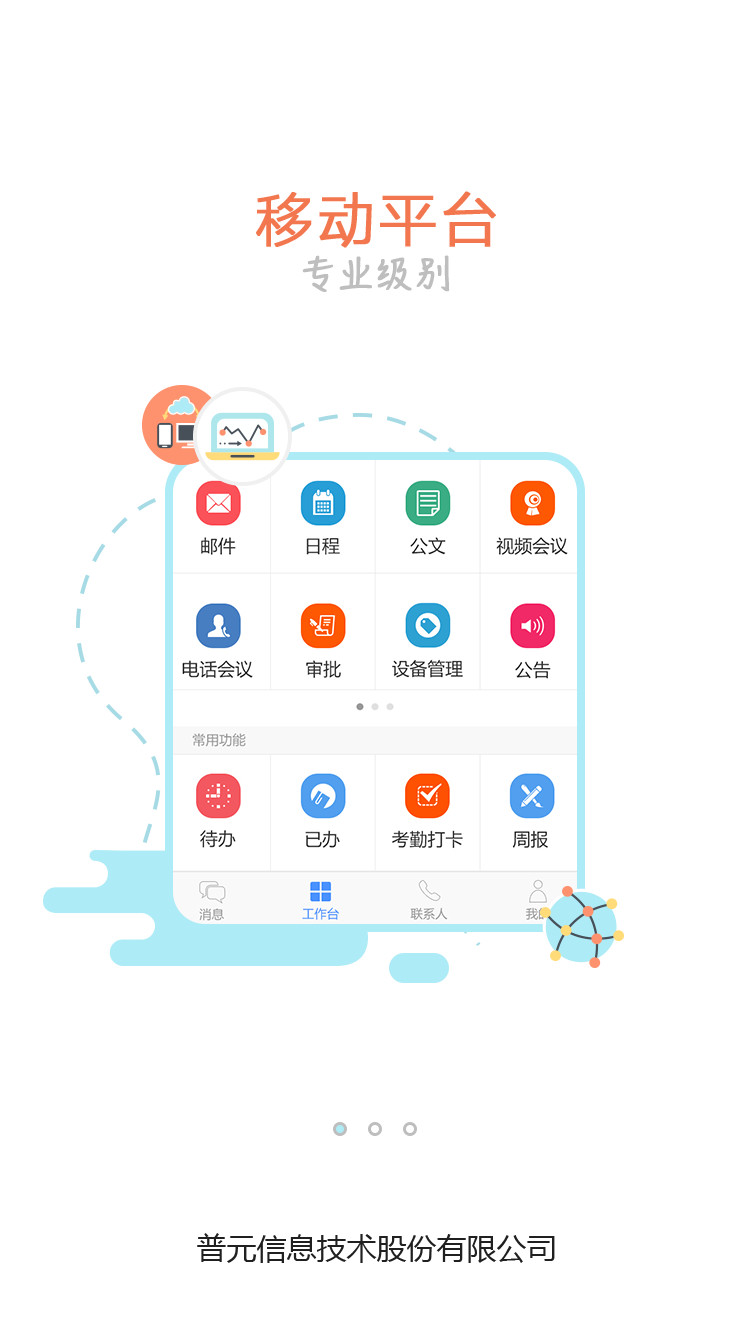 移动平台
专业级别
邮件 日程 公文 视频会议
电话会议 审批 设备管理 公告
常用功能
待办 已办 考勤打卡 周报
消息 工作台 联系人 我
普元信息技术股份有限公司